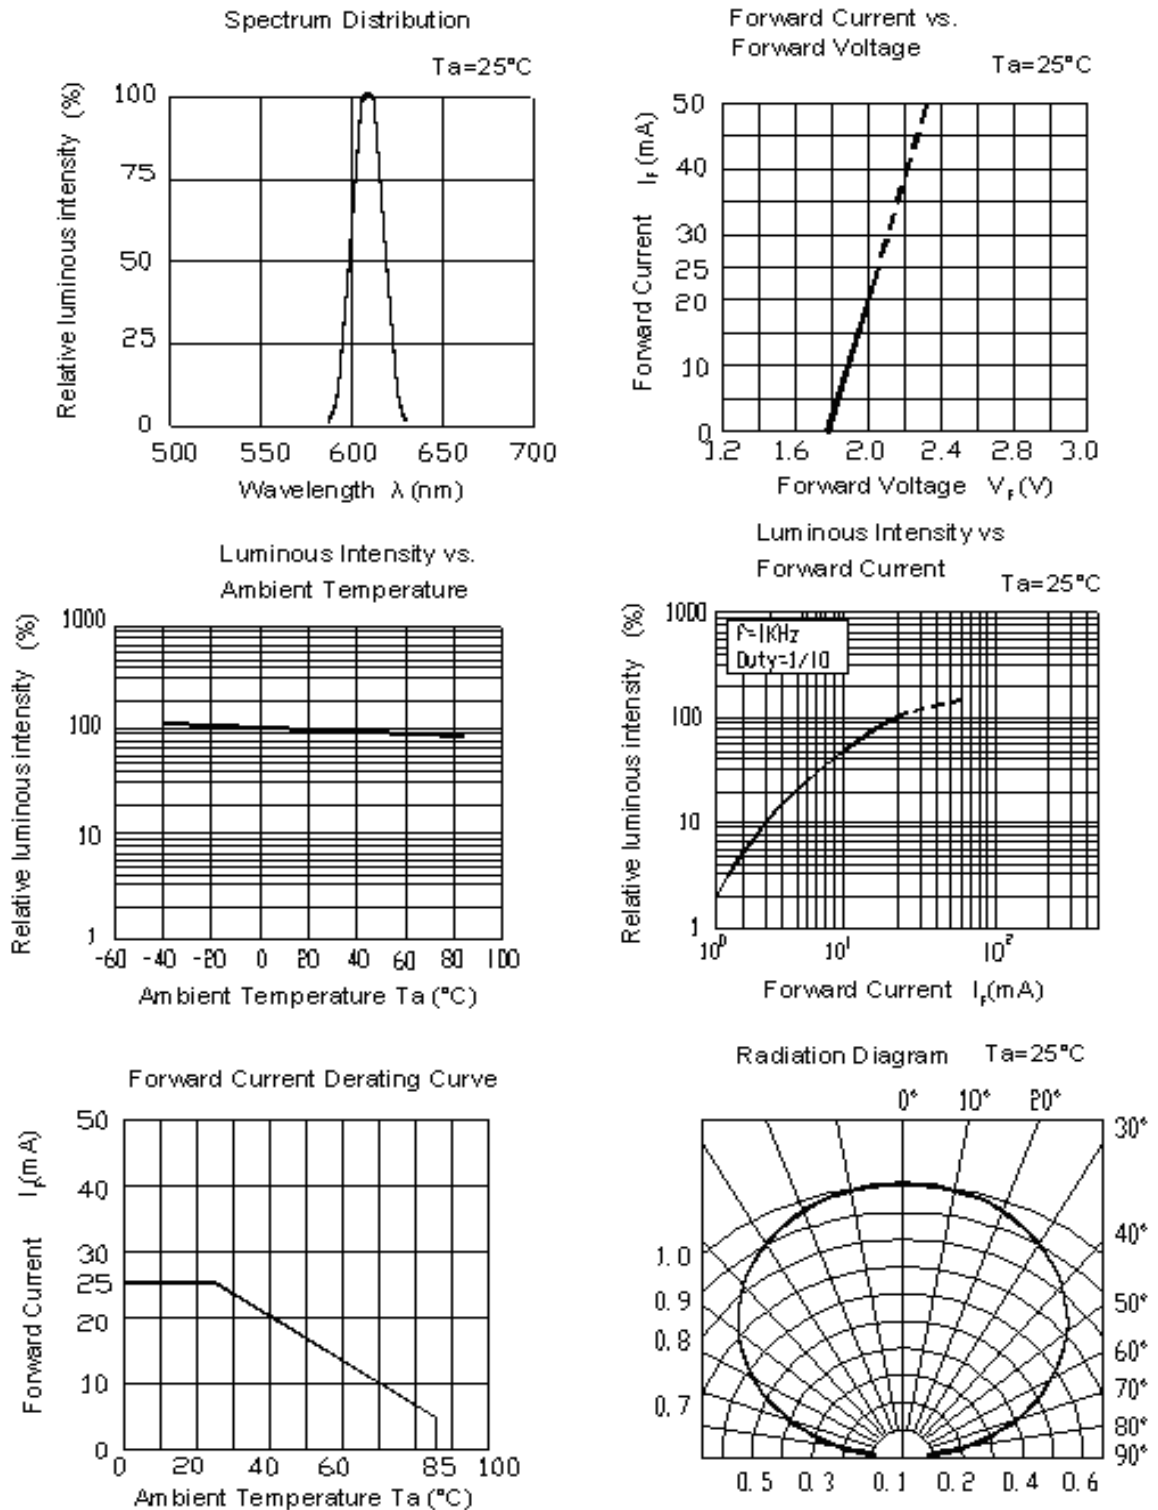 Spectrum Distribution
Ta=25°C
Relative luminous intensity (%)
100
75
50
25
0
500 550 600 650 700
Wavelength λ (nm)
Forward Current vs.
Forward Voltage
Ta=25°C
Forward Current IF(mA)
50
40
30
25
20
10
0
1.2 1.6 2.0 2.4 2.8 3.0
Forward Voltage VF(V)
Luminous Intensity vs.
Ambient Temperature
Relative luminous intensity (%)
1000
100
10
1
-60 -40 -20 0 20 40 60 80 100
Ambient Temperature Ta (°C)
Luminous Intensity vs
Forward Current
Ta=25°C
Relative luminous intensity (%)
1000
100
10
1
f=1KHz
Duty=1/10
10⁰ 10¹ 10²
Forward Current IF(mA)
Forward Current Derating Curve
Forward Current IF(mA)
50
40
30
25
20
10
0
0 20 40 60 85 100
Ambient Temperature Ta (°C)
Radiation Diagram Ta=25°C
0° 10° 20°
30°
40°
50°
60°
70°
80°
90°
1.0
0.9
0.8
0.7
0.5 0.3 0.1 0.2 0.4 0.6